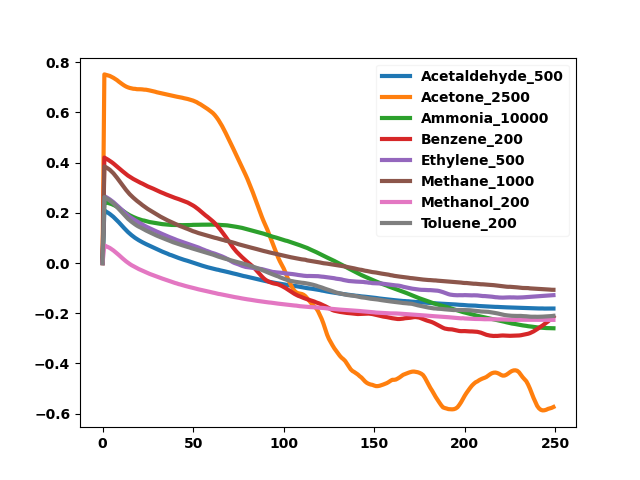 0.8
0.6
0.4
0.2
0.0
−0.2
−0.4
−0.6
0
50
100
150
200
250
Acetaldehyde_500
Acetone_2500
Ammonia_10000
Benzene_200
Ethylene_500
Methane_1000
Methanol_200
Toluene_200